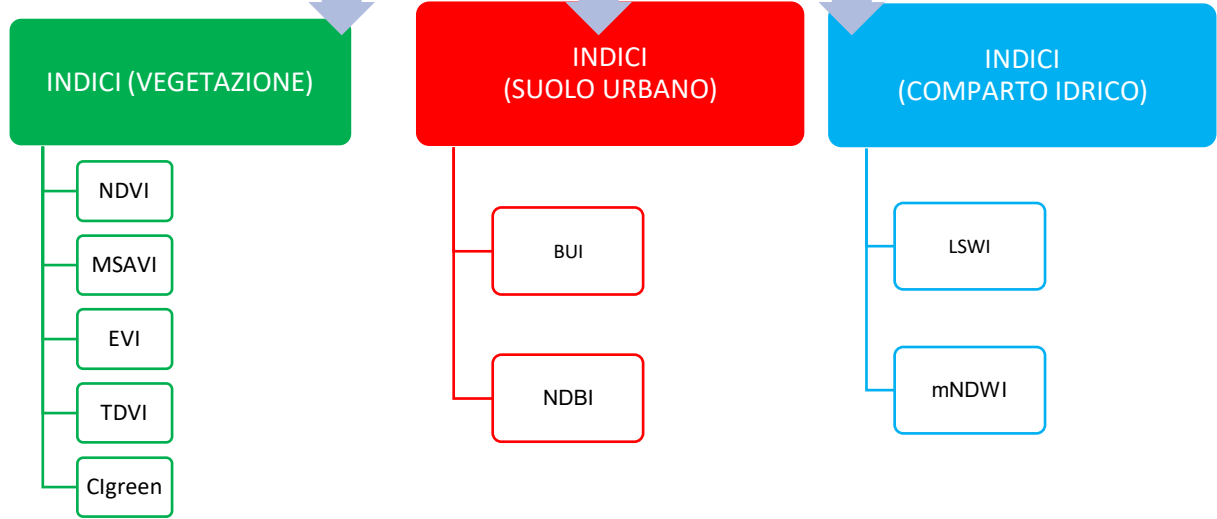 INDICI (VEGETAZIONE)
NDVI
MSAVI
EVI
TDVI
CIgreen
INDICI
(SUOLO URBANO)
BUI
NDBI
INDICI
(COMPARTO IDRICO)
LSWI
mNDWI